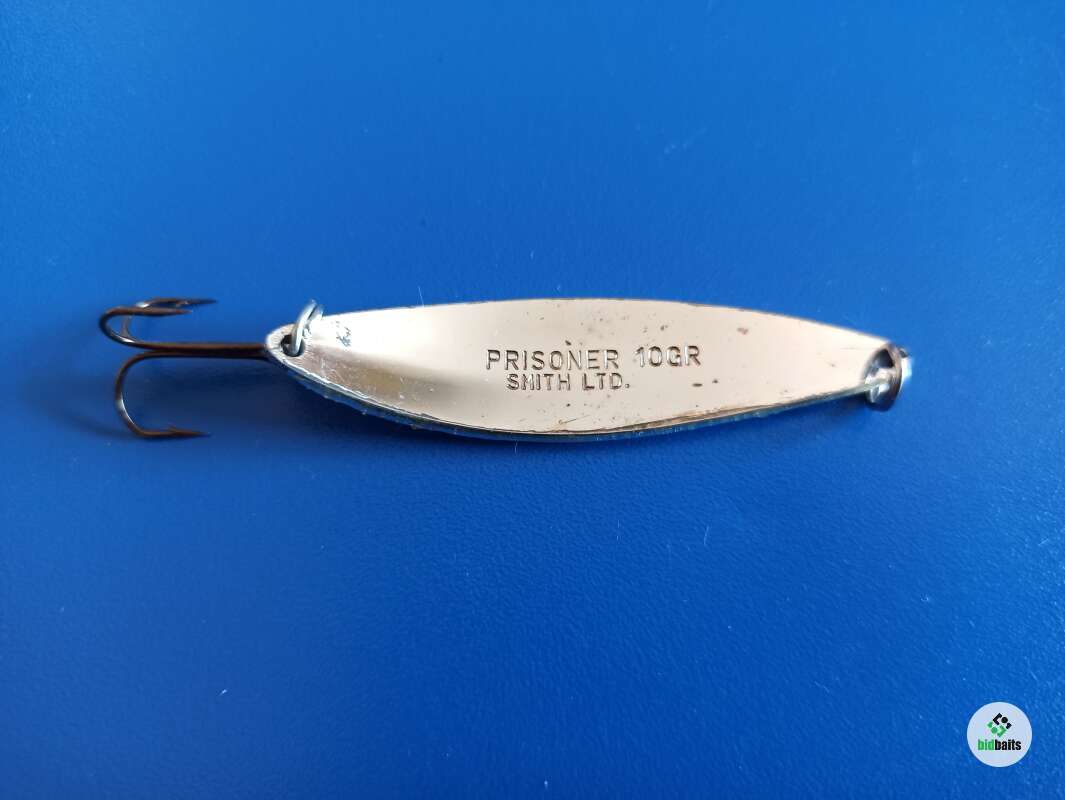 PRISONER 10GR
SMITH LTD.
bidbaits